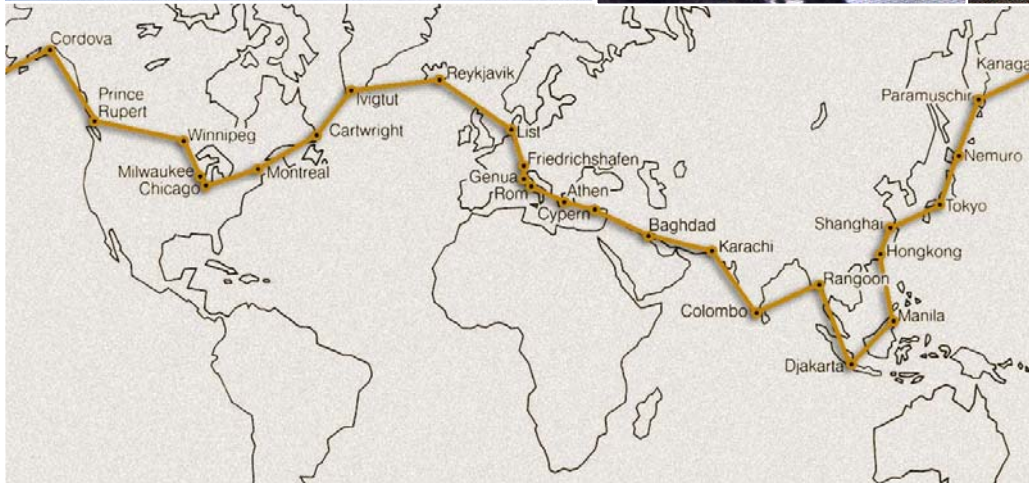 Cordova
Prince
Rupert
Winnipeg
Milwaukee
Chicago
Montreal
Cartwright
Ivigtut
Reykjavik
List
Friedrichshafen
Genua
Rom
Athen
Cypern
Baghdad
Karachi
Colombo
Rangoon
Djakarta
Manila
Hongkong
Shanghai
Tokyo
Nemuro
Paramuschir
Kanaga